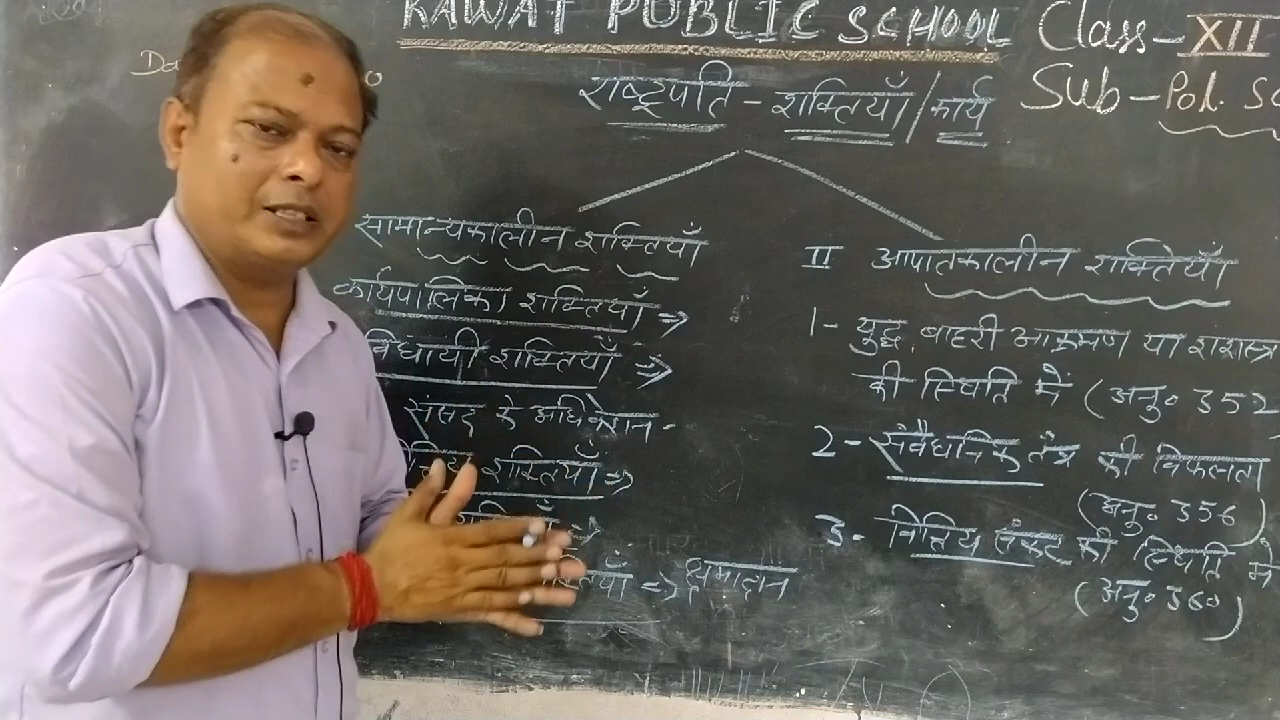 RAWAT PUBLIC SCHOOL Class-XII
राष्ट्रपति - शक्तियाँ/कार्य
Sub-Pol. Sc
सामान्यकालीन शक्तियाँ
कार्यपालिका शक्तियाँ ⇒
विधायी शक्तियाँ ⇒
संसद के अधिवेशन-
शक्तियाँ ⇒
⇒ क्षमादान
II आपातकालीन शक्तियाँ
1- युद्ध, बाहरी आक्रमण या सशस्त्र
की स्थिति में (अनु० 352
2- संवैधानिक तंत्र की विफलता
(अनु० 356)
3- वित्तिय संकट की स्थिति में
(अनु० 360)